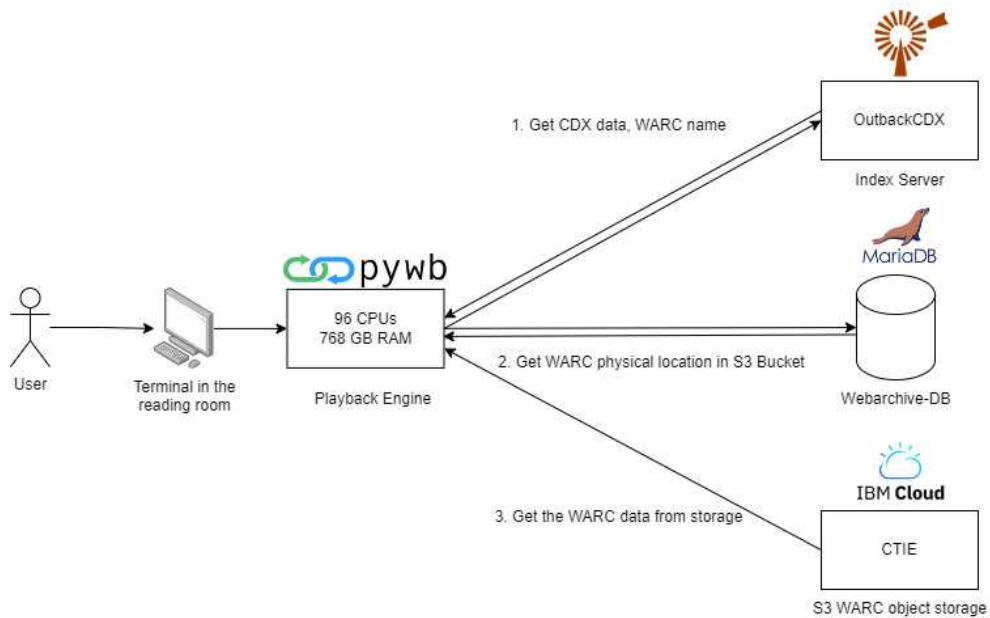 OutbackCDX
Index Server
1. Get CDX data, WARC name
MariaDB
pywb
96 CPUs
768 GB RAM
Playback Engine
User
Terminal in the
reading room
2. Get WARC physical location in S3 Bucket
Webarchive-DB
IBM Cloud
3. Get the WARC data from storage
CTIE
S3 WARC object storage